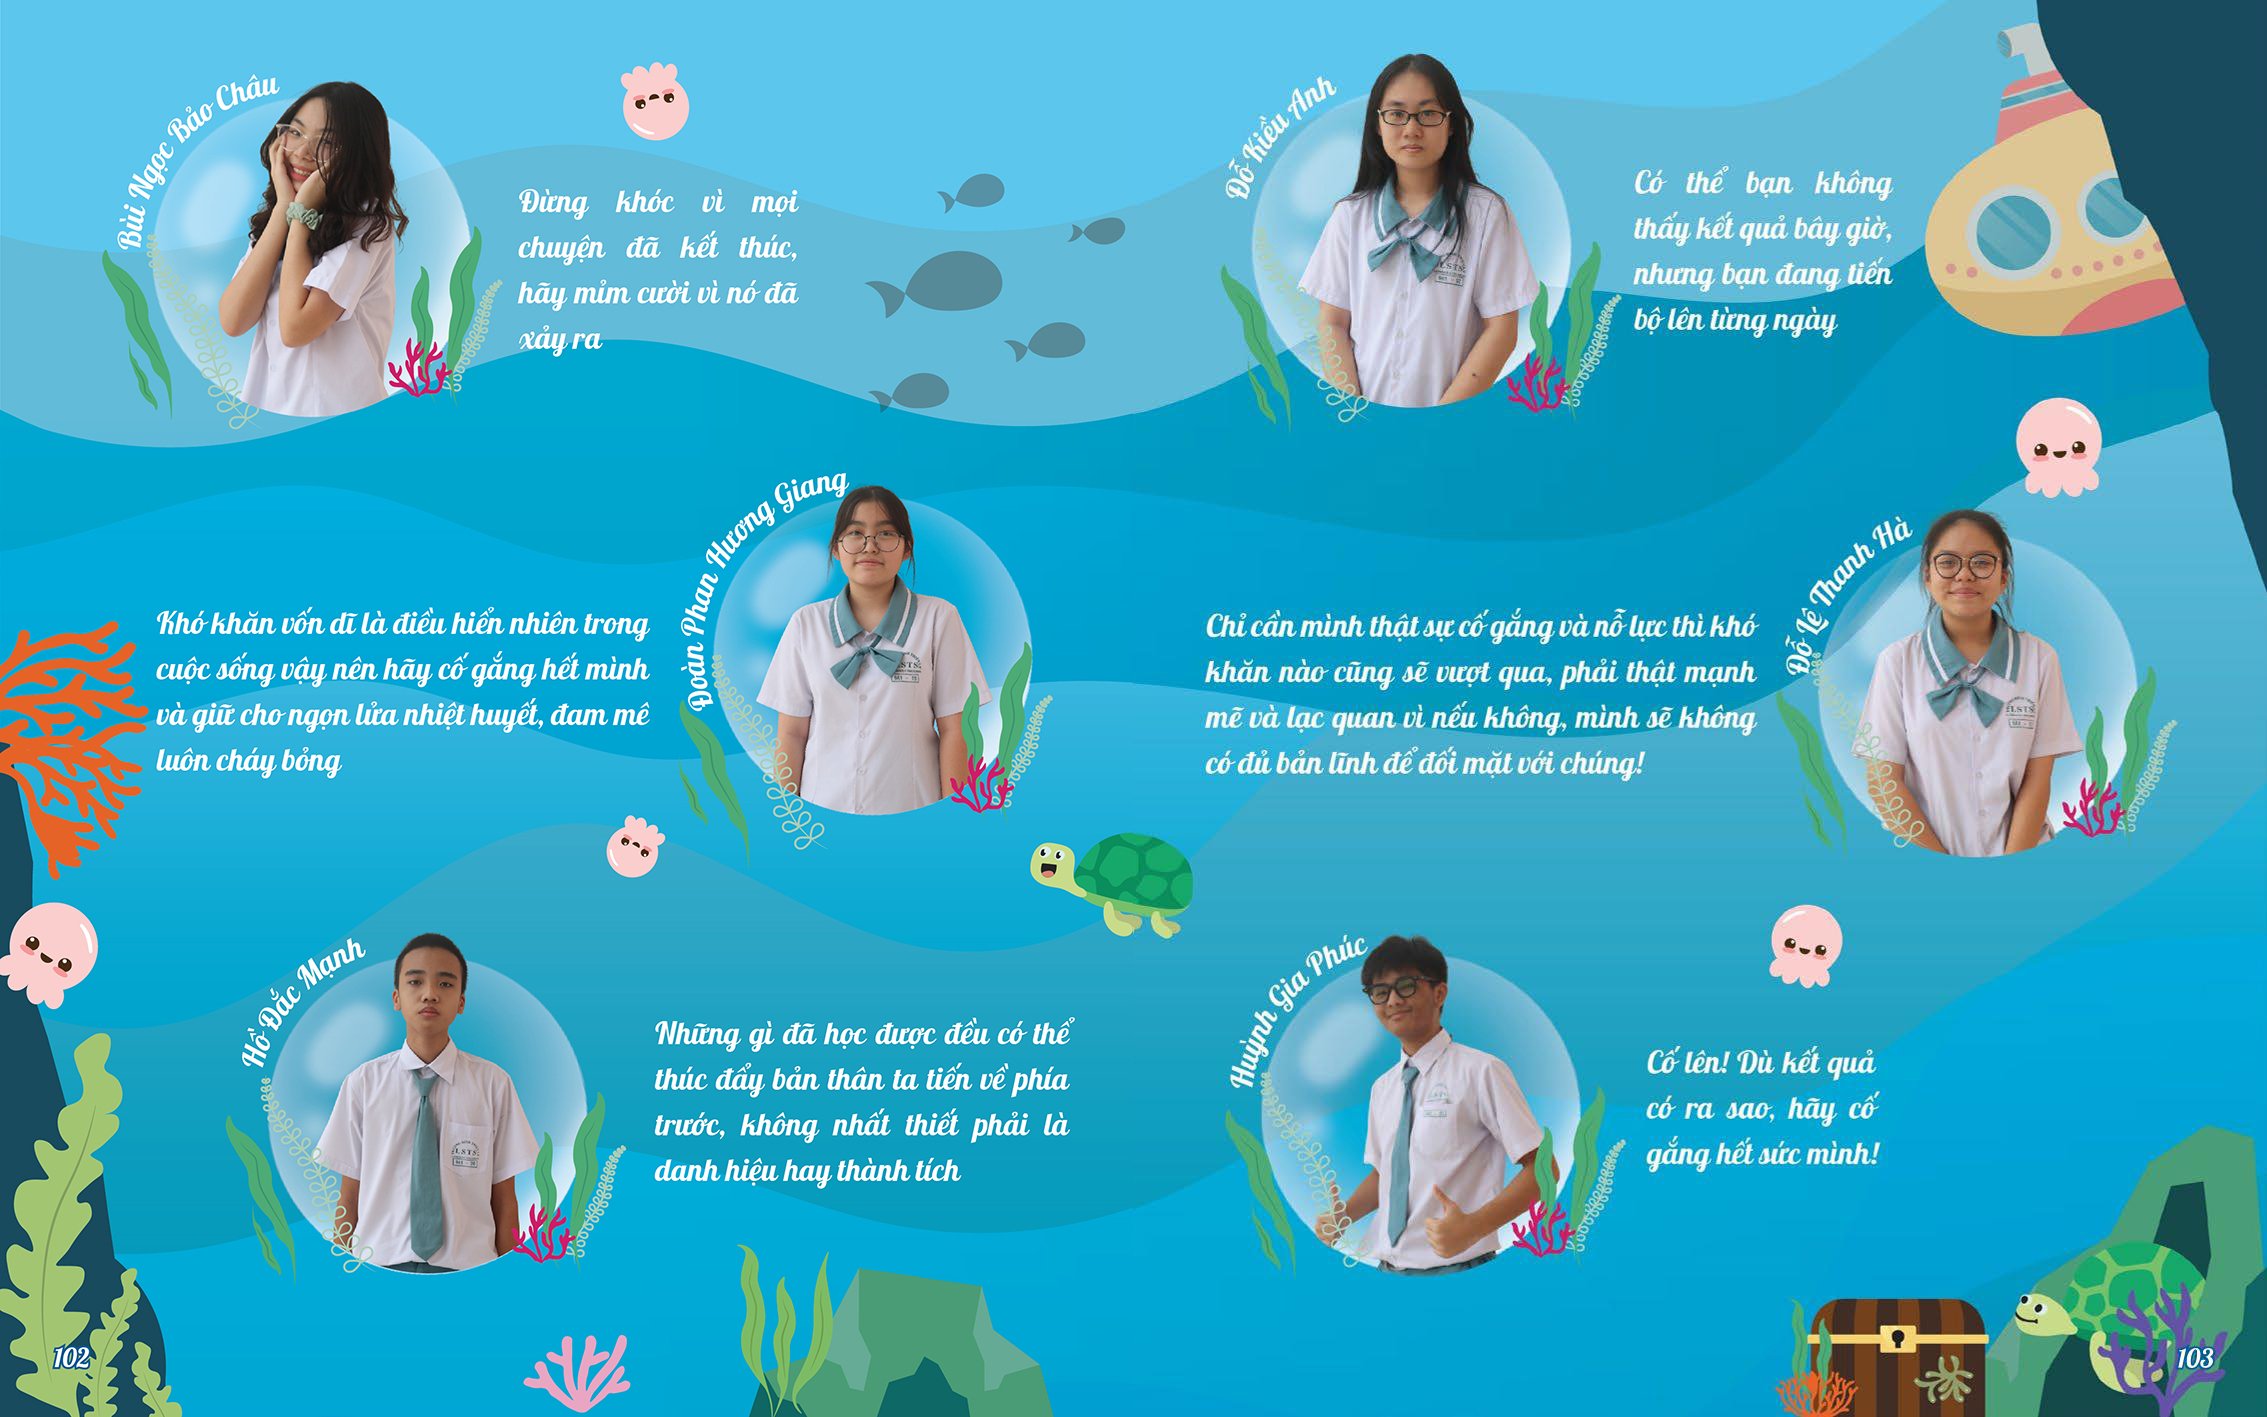 Bùi Ngọc Bảo Châu
Đừng khóc vì mọi
chuyện đã kết thúc,
hãy mỉm cười vì nó đã
xảy ra
Đoàn Phan Hương Giang
Khó khăn vốn dĩ là điều hiển nhiên trong
cuộc sống vậy nên hãy cố gắng hết mình
và giữ cho ngọn lửa nhiệt huyết, đam mê
luôn cháy bỏng
Hồ Đắc Mạnh
Những gì đã học được đều có thể
thúc đẩy bản thân ta tiến về phía
trước, không nhất thiết phải là
danh hiệu hay thành tích
102
Đỗ Kiều Anh
Có thể bạn không
thấy kết quả bây giờ,
nhưng bạn đang tiến
bộ lên từng ngày
Đỗ Lê Thanh Hà
Chỉ cần mình thật sự cố gắng và nỗ lực thì khó
khăn nào cũng sẽ vượt qua, phải thật mạnh
mẽ và lạc quan vì nếu không, mình sẽ không
có đủ bản lĩnh để đối mặt với chúng!
Huỳnh Gia Phúc
Cố lên! Dù kết quả
có ra sao, hãy cố
gắng hết sức mình!
103